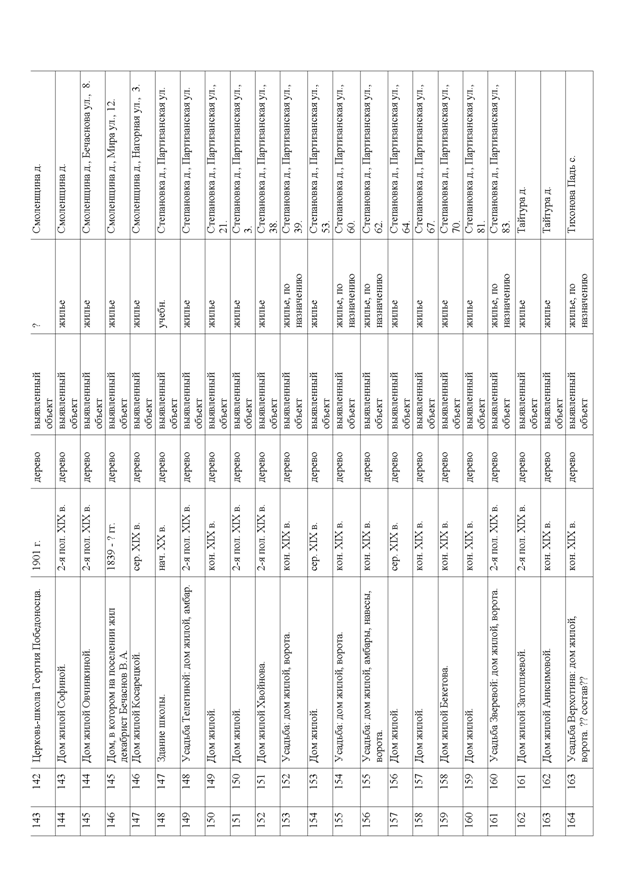 143 142 Церковь-школа Георгия Победоносца. 1901 г. дерево выявленный объект ? Смоленщина д.
144 143 Дом жилой Софиной. 2-я пол. XIX в. дерево выявленный объект жилье Смоленщина д.
145 144 Дом жилой Овчинкиной. 2-я пол. XIX в. дерево выявленный объект жилье Смоленщина д., Бечаснова ул., 8.
146 145 Дом, в котором на поселении жил декабрист Бечаснов В.А. 1839 - ? гг. дерево выявленный объект жилье Смоленщина д., Мира ул., 12.
147 146 Дом жилой Косарецкой. сер. XIX в. дерево выявленный объект жилье Смоленщина д., Нагорная ул., 3.
148 147 Здание школы. нач. XX в. дерево выявленный объект учебн. Степановка д., Партизанская ул.
149 148 Усадьба Телегиной: дом жилой, амбар. 2-я пол. XIX в. дерево выявленный объект жилье Степановка д., Партизанская ул.
150 149 Дом жилой. кон. XIX в. дерево выявленный объект жилье Степановка д., Партизанская ул., 21.
151 150 Дом жилой. 2-я пол. XIX в. дерево выявленный объект жилье Степановка д., Партизанская ул., 3.
152 151 Дом жилой Хвойнова. 2-я пол. XIX в. дерево выявленный объект жилье Степановка д., Партизанская ул., 38.
153 152 Усадьба: дом жилой, ворота. кон. XIX в. дерево выявленный объект жилье, по назначению Степановка д., Партизанская ул., 39.
154 153 Дом жилой. сер. XIX в. дерево выявленный объект жилье Степановка д., Партизанская ул., 53.
155 154 Усадьба: дом жилой, ворота. кон. XIX в. дерево выявленный объект жилье, по назначению Степановка д., Партизанская ул., 60.
156 155 Усадьба: дом жилой, амбары, навесы, ворота. кон. XIX в. дерево выявленный объект жилье, по назначению Степановка д., Партизанская ул., 62.
157 156 Дом жилой. сер. XIX в. дерево выявленный объект жилье Степановка д., Партизанская ул., 64.
158 157 Дом жилой. кон. XIX в. дерево выявленный объект жилье Степановка д., Партизанская ул., 67.
159 158 Дом жилой Бекетова. кон. XIX в. дерево выявленный объект жилье Степановка д., Партизанская ул., 70.
160 159 Дом жилой. кон. XIX в. дерево выявленный объект жилье Степановка д., Партизанская ул., 81.
161 160 Усадьба Зверевой: дом жилой, ворота. 2-я пол. XIX в. дерево выявленный объект жилье, по назначению Степановка д., Партизанская ул., 83.
162 161 Дом жилой Затопляевой. 2-я пол. XIX в. дерево выявленный объект жилье Тайтура д.
163 162 Дом жилой Анисимовой. кон. XIX в. дерево выявленный объект жилье Тайтура д.
164 163 Усадьба Верхотина: дом жилой, ворота. ?? состав?? кон. XIX в. дерево выявленный объект жилье, по назначению Тихонова Падь с.